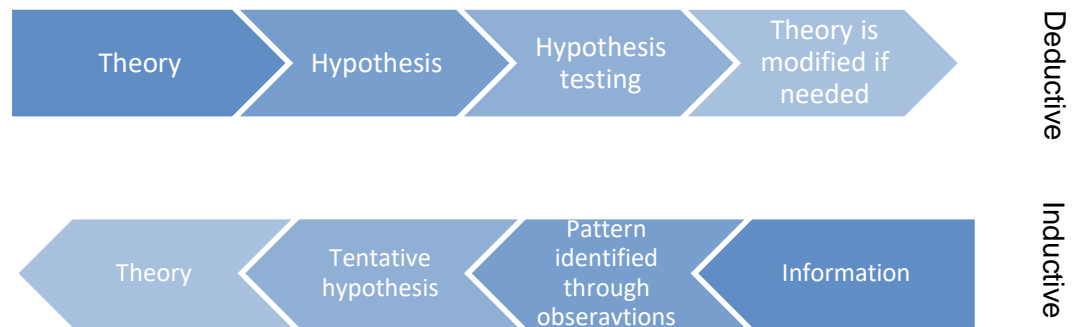 Theory
Hypothesis
Hypothesis
testing
Theory is
modified if
needed
Deductive
Theory
Tentative
hypothesis
Pattern
identified
through
obseravtions
Information
Inductive